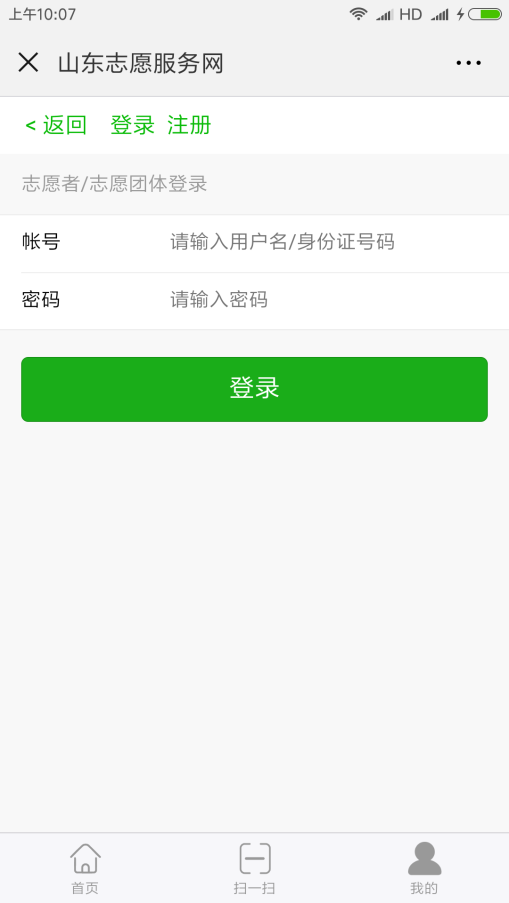 上午10:07 HD
山东志愿服务网
< 返回 登录 注册
志愿者/志愿团体登录
帐号 请输入用户名/身份证号码
密码 请输入密码
登录
首页 扫一扫 我的